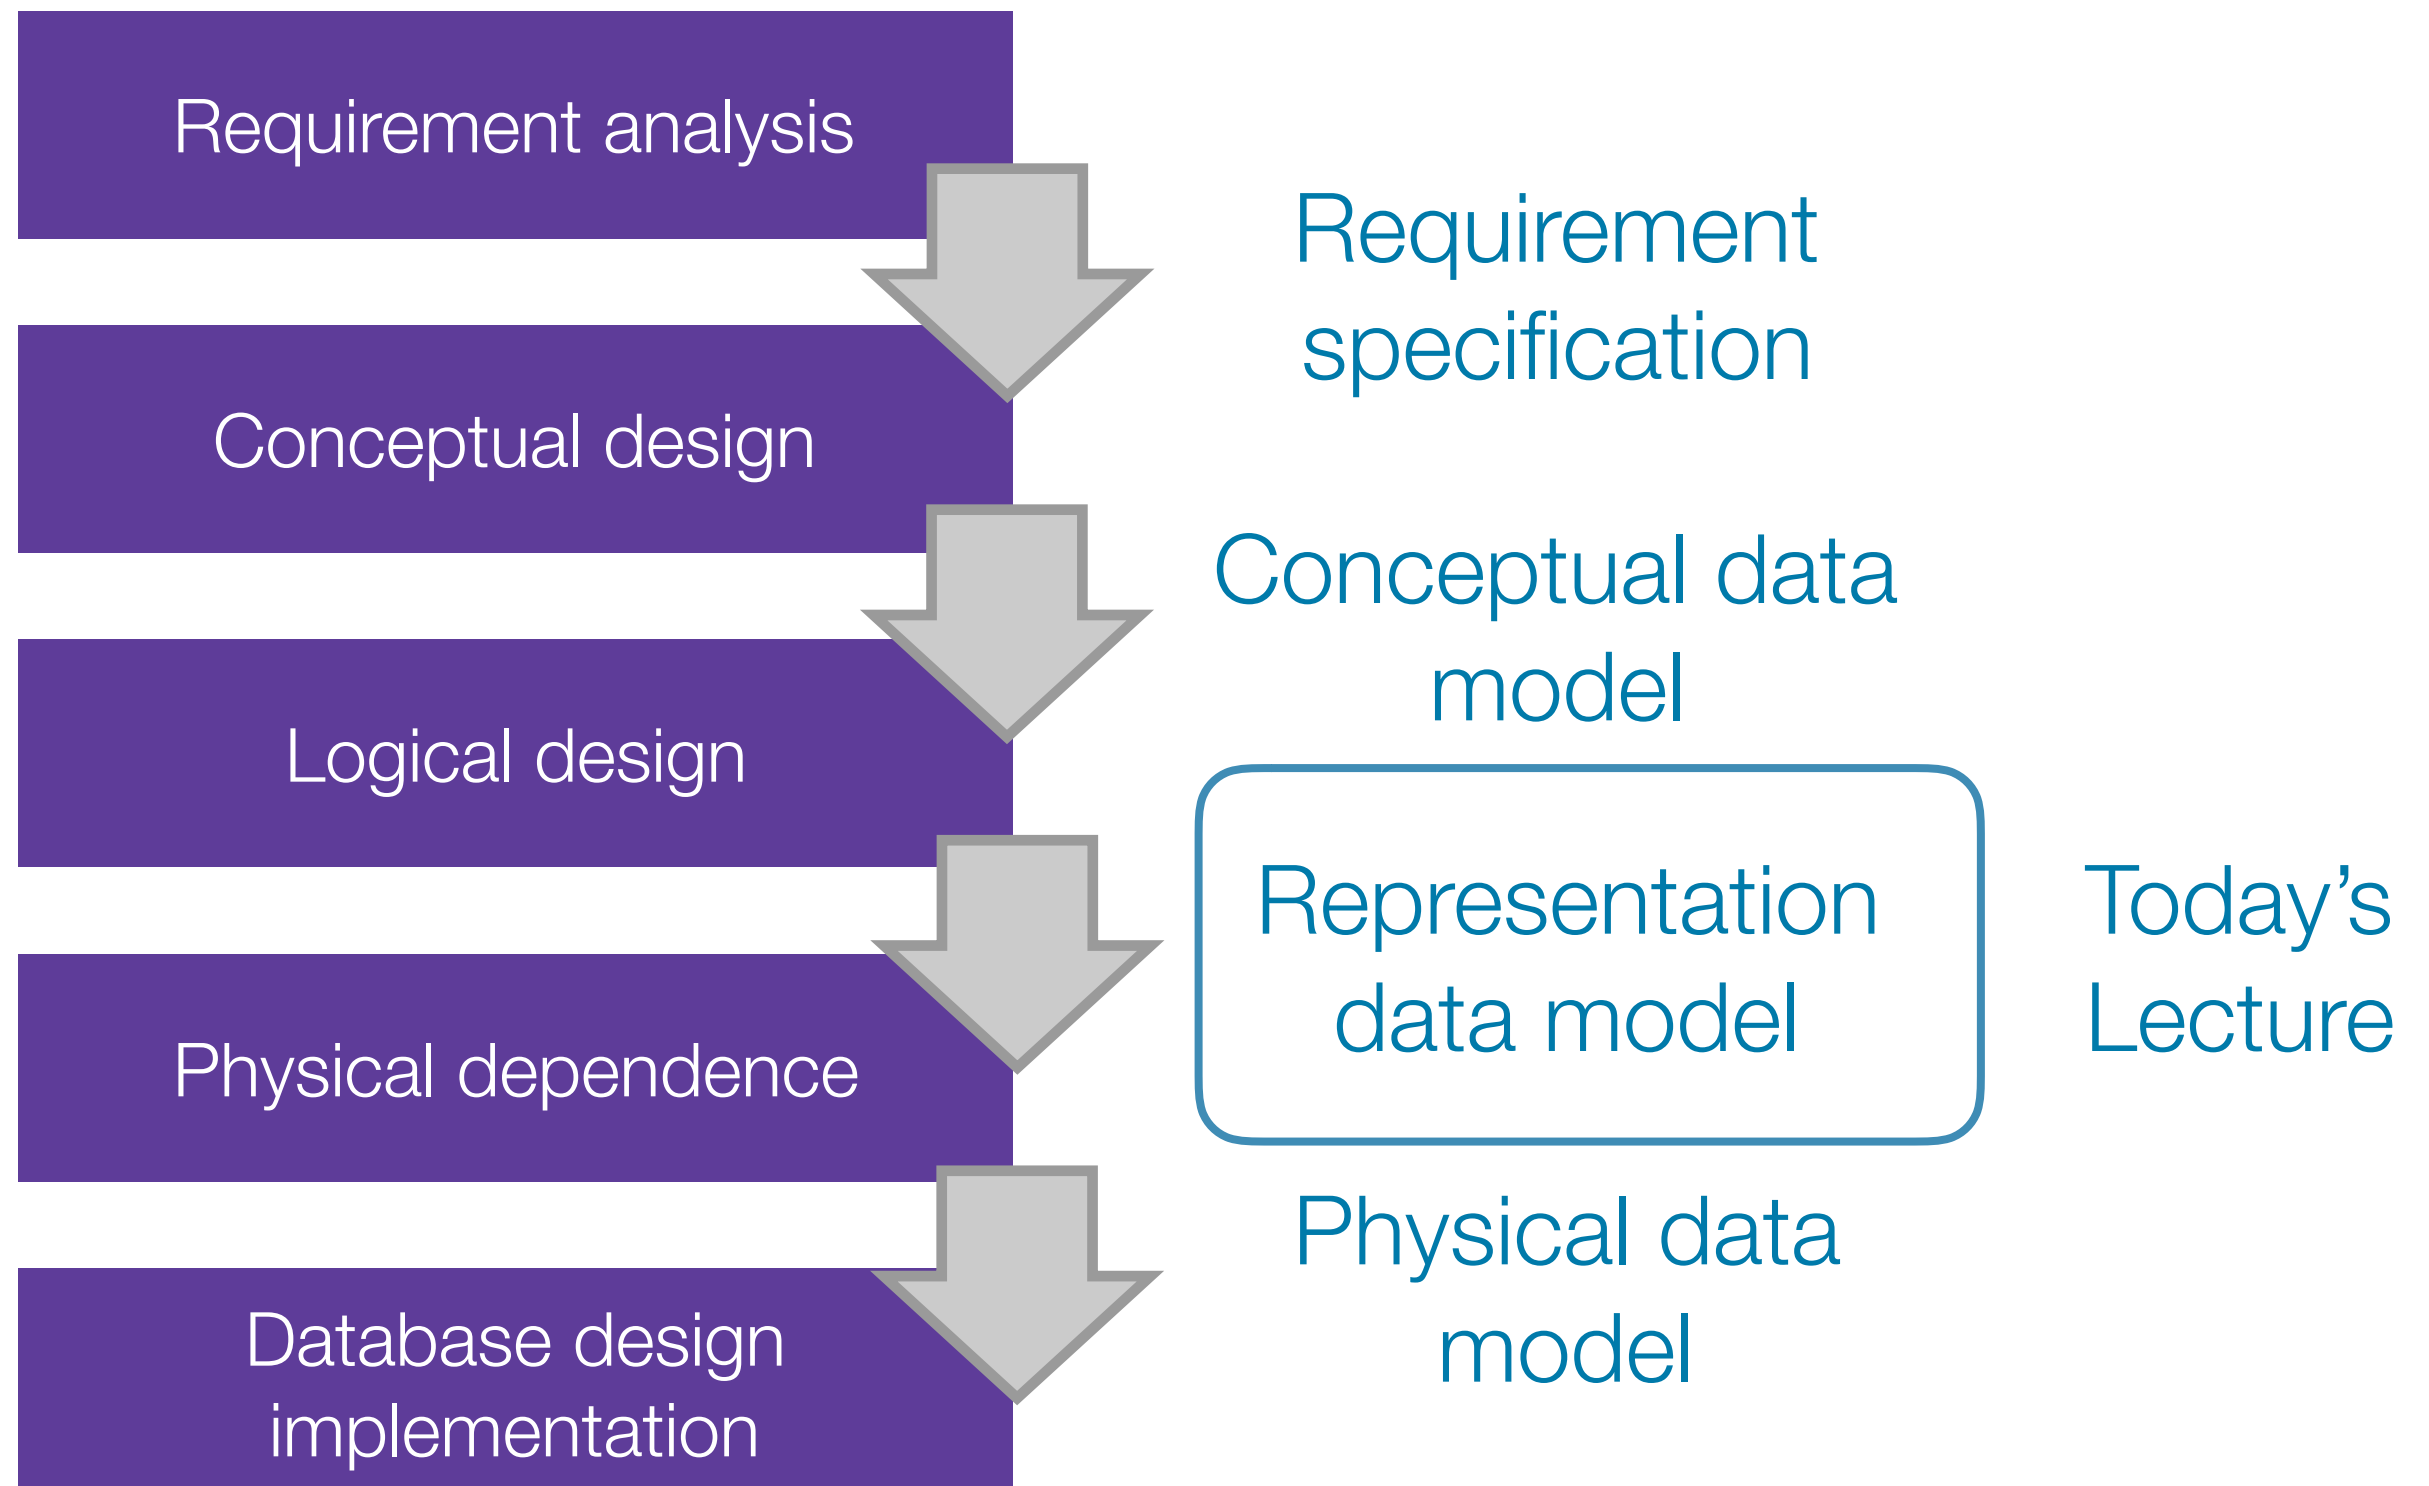 Requirement analysis
Requirement
specification
Conceptual design
Conceptual data
model
Logical design
Representation
data model
Today’s
Lecture
Physical dependence
Physical data
model
Database design
implementation